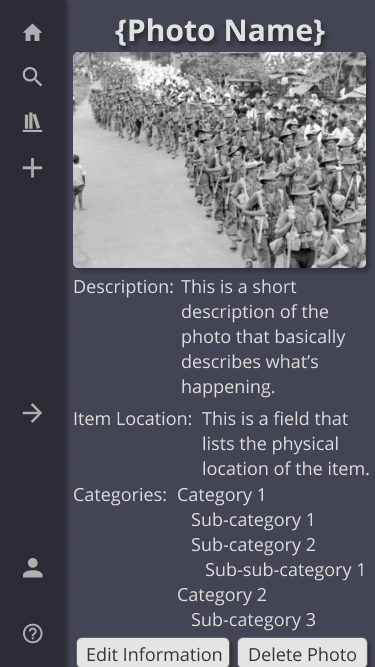 {Photo Name}
Description: This is a short
description of the
photo that basically
describes what’s
happening.
Item Location: This is a field that
lists the physical
location of the item.
Categories: Category 1
Sub-category 1
Sub-category 2
Sub-sub-category 1
Category 2
Sub-category 3
Edit Information Delete Photo